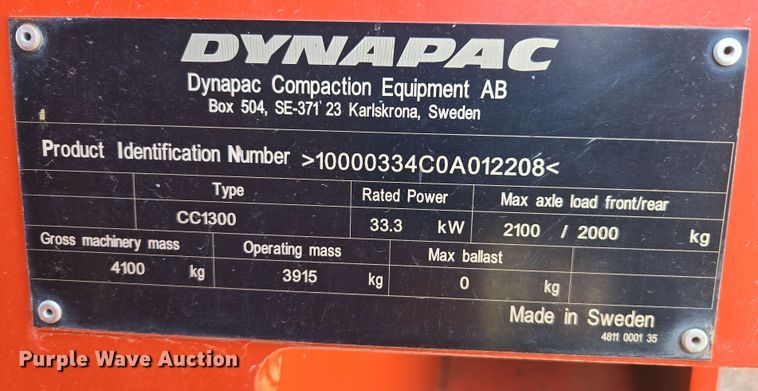 DYNAPAC
Dynapac Compaction Equipment AB
Box 504, SE-371 23 Karlskrona, Sweden
Product Identification Number >10000334C0A012208<
Type Rated Power Max axle load front/rear
CC1300 33.3 kW 2100 / 2000 kg
Gross machinery mass Operating mass Max ballast
4100 kg 3915 kg 0 kg
Made in Sweden
4811 0001 35
Purple Wave Auction